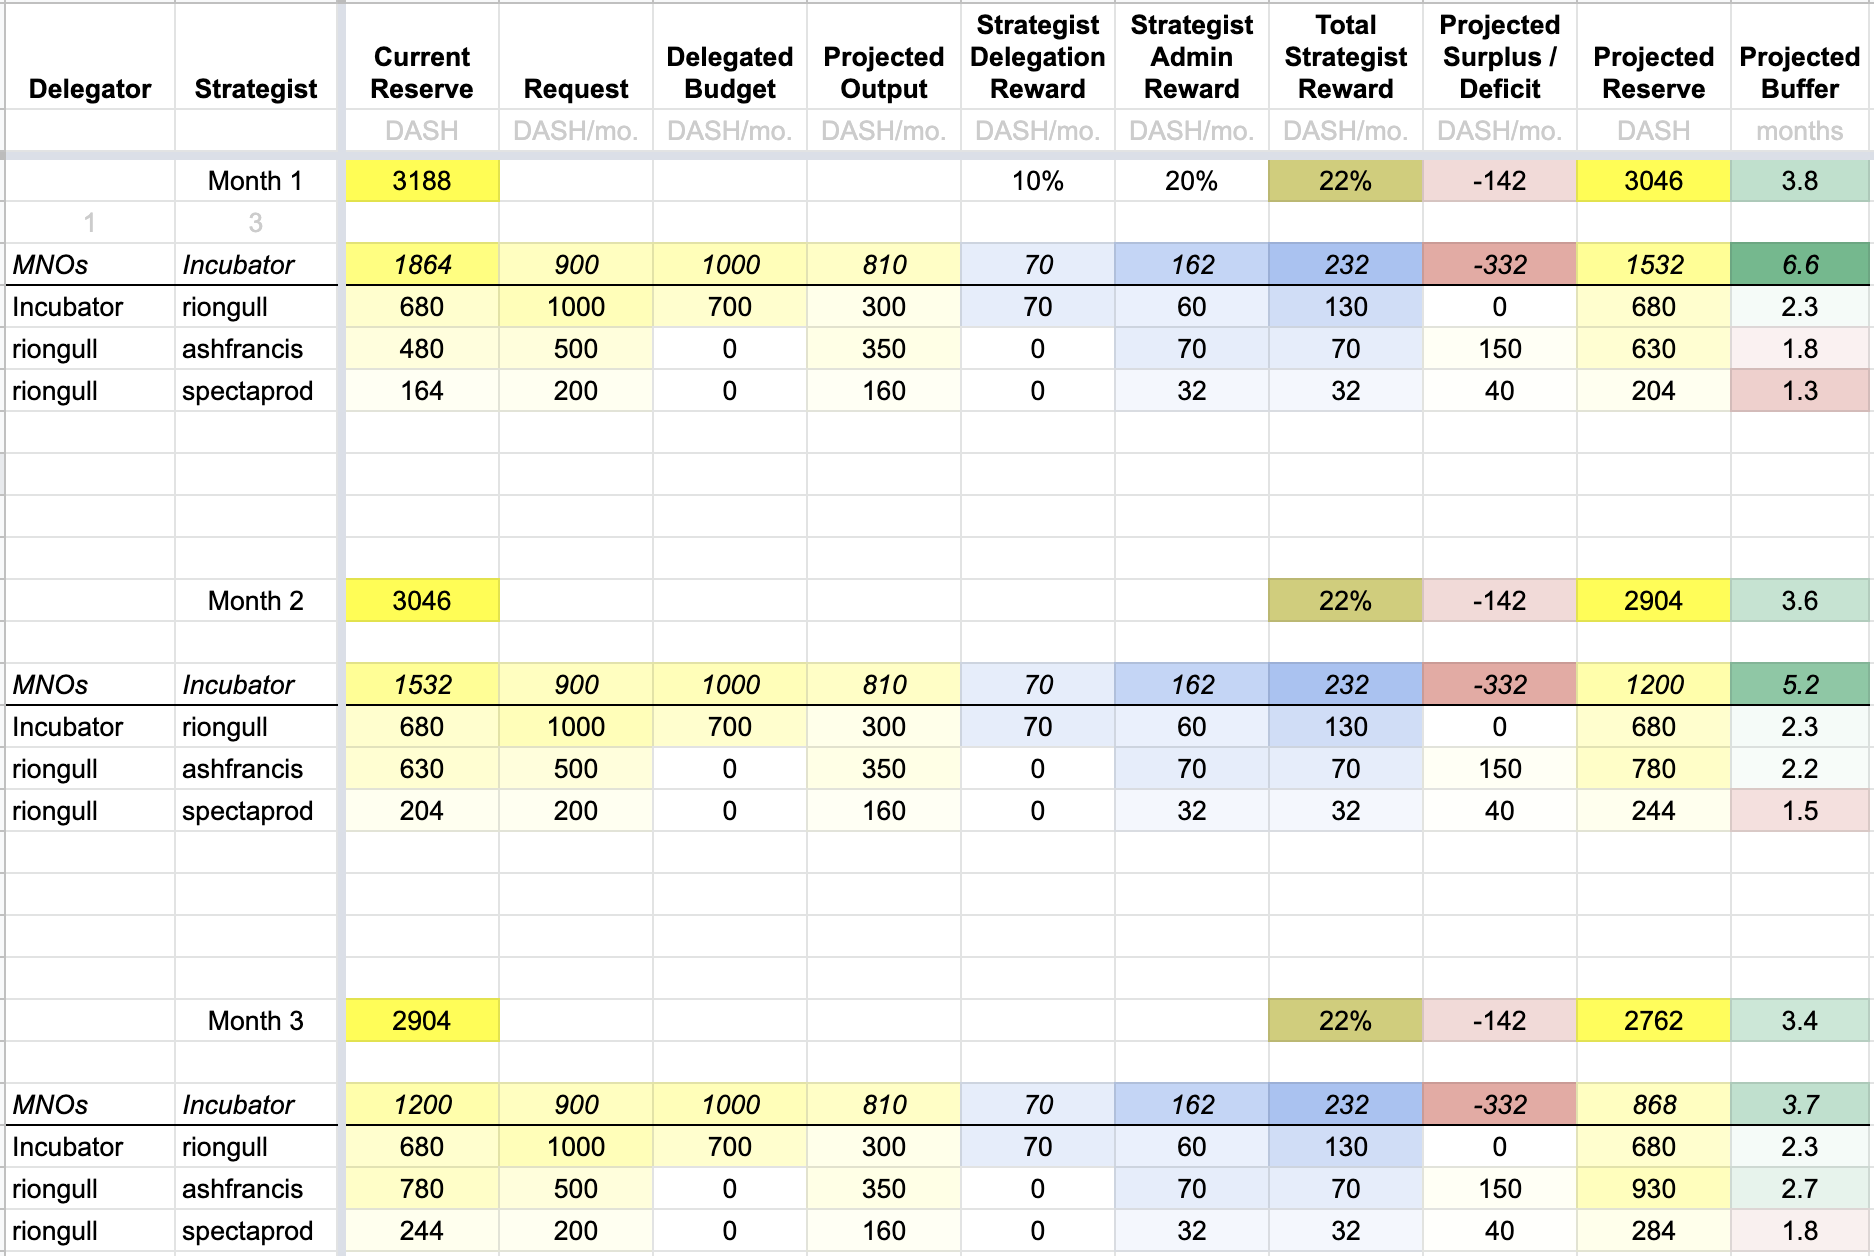 Delegator Strategist Current Reserve Request Delegated Budget Projected Output Strategist Delegation Reward Strategist Admin Reward Total Strategist Reward Projected Surplus / Deficit Projected Reserve Projected Buffer
DASH DASH/mo. DASH/mo. DASH/mo. DASH/mo. DASH/mo. DASH/mo. DASH/mo. DASH months
Month 1 3188 10% 20% 22% -142 3046 3.8
1 3
MNOs Incubator 1864 900 1000 810 70 162 232 -332 1532 6.6
Incubator riongull 680 1000 700 300 70 60 130 0 680 2.3
riongull ashfrancis 480 500 0 350 0 70 70 150 630 1.8
riongull spectaprod 164 200 0 160 0 32 32 40 204 1.3
Month 2 3046 22% -142 2904 3.6
MNOs Incubator 1532 900 1000 810 70 162 232 -332 1200 5.2
Incubator riongull 680 1000 700 300 70 60 130 0 680 2.3
riongull ashfrancis 630 500 0 350 0 70 70 150 780 2.2
riongull spectaprod 204 200 0 160 0 32 32 40 244 1.5
Month 3 2904 22% -142 2762 3.4
MNOs Incubator 1200 900 1000 810 70 162 232 -332 868 3.7
Incubator riongull 680 1000 700 300 70 60 130 0 680 2.3
riongull ashfrancis 780 500 0 350 0 70 70 150 930 2.7
riongull spectaprod 244 200 0 160 0 32 32 40 284 1.8